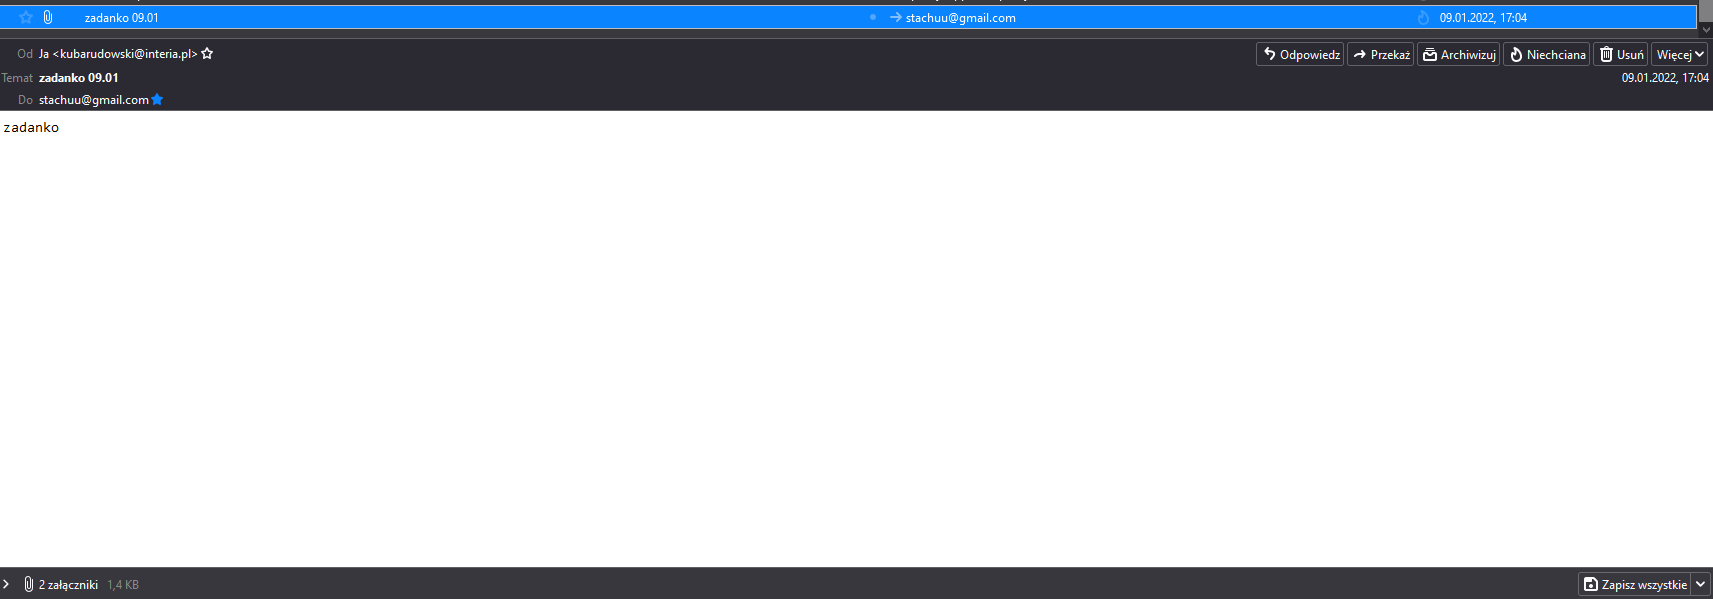 zadanko 09.01 stachuu@gmail.com 09.01.2022, 17:04
Od Ja <kubarudowski@interia.pl> Odpowiedz Przekaż Archiwizuj Niechciana Usuń Więcej
Temat zadanko 09.01 09.01.2022, 17:04
Do stachuu@gmail.com
zadanko
2 załączniki 1,4 KB Zapisz wszystkie